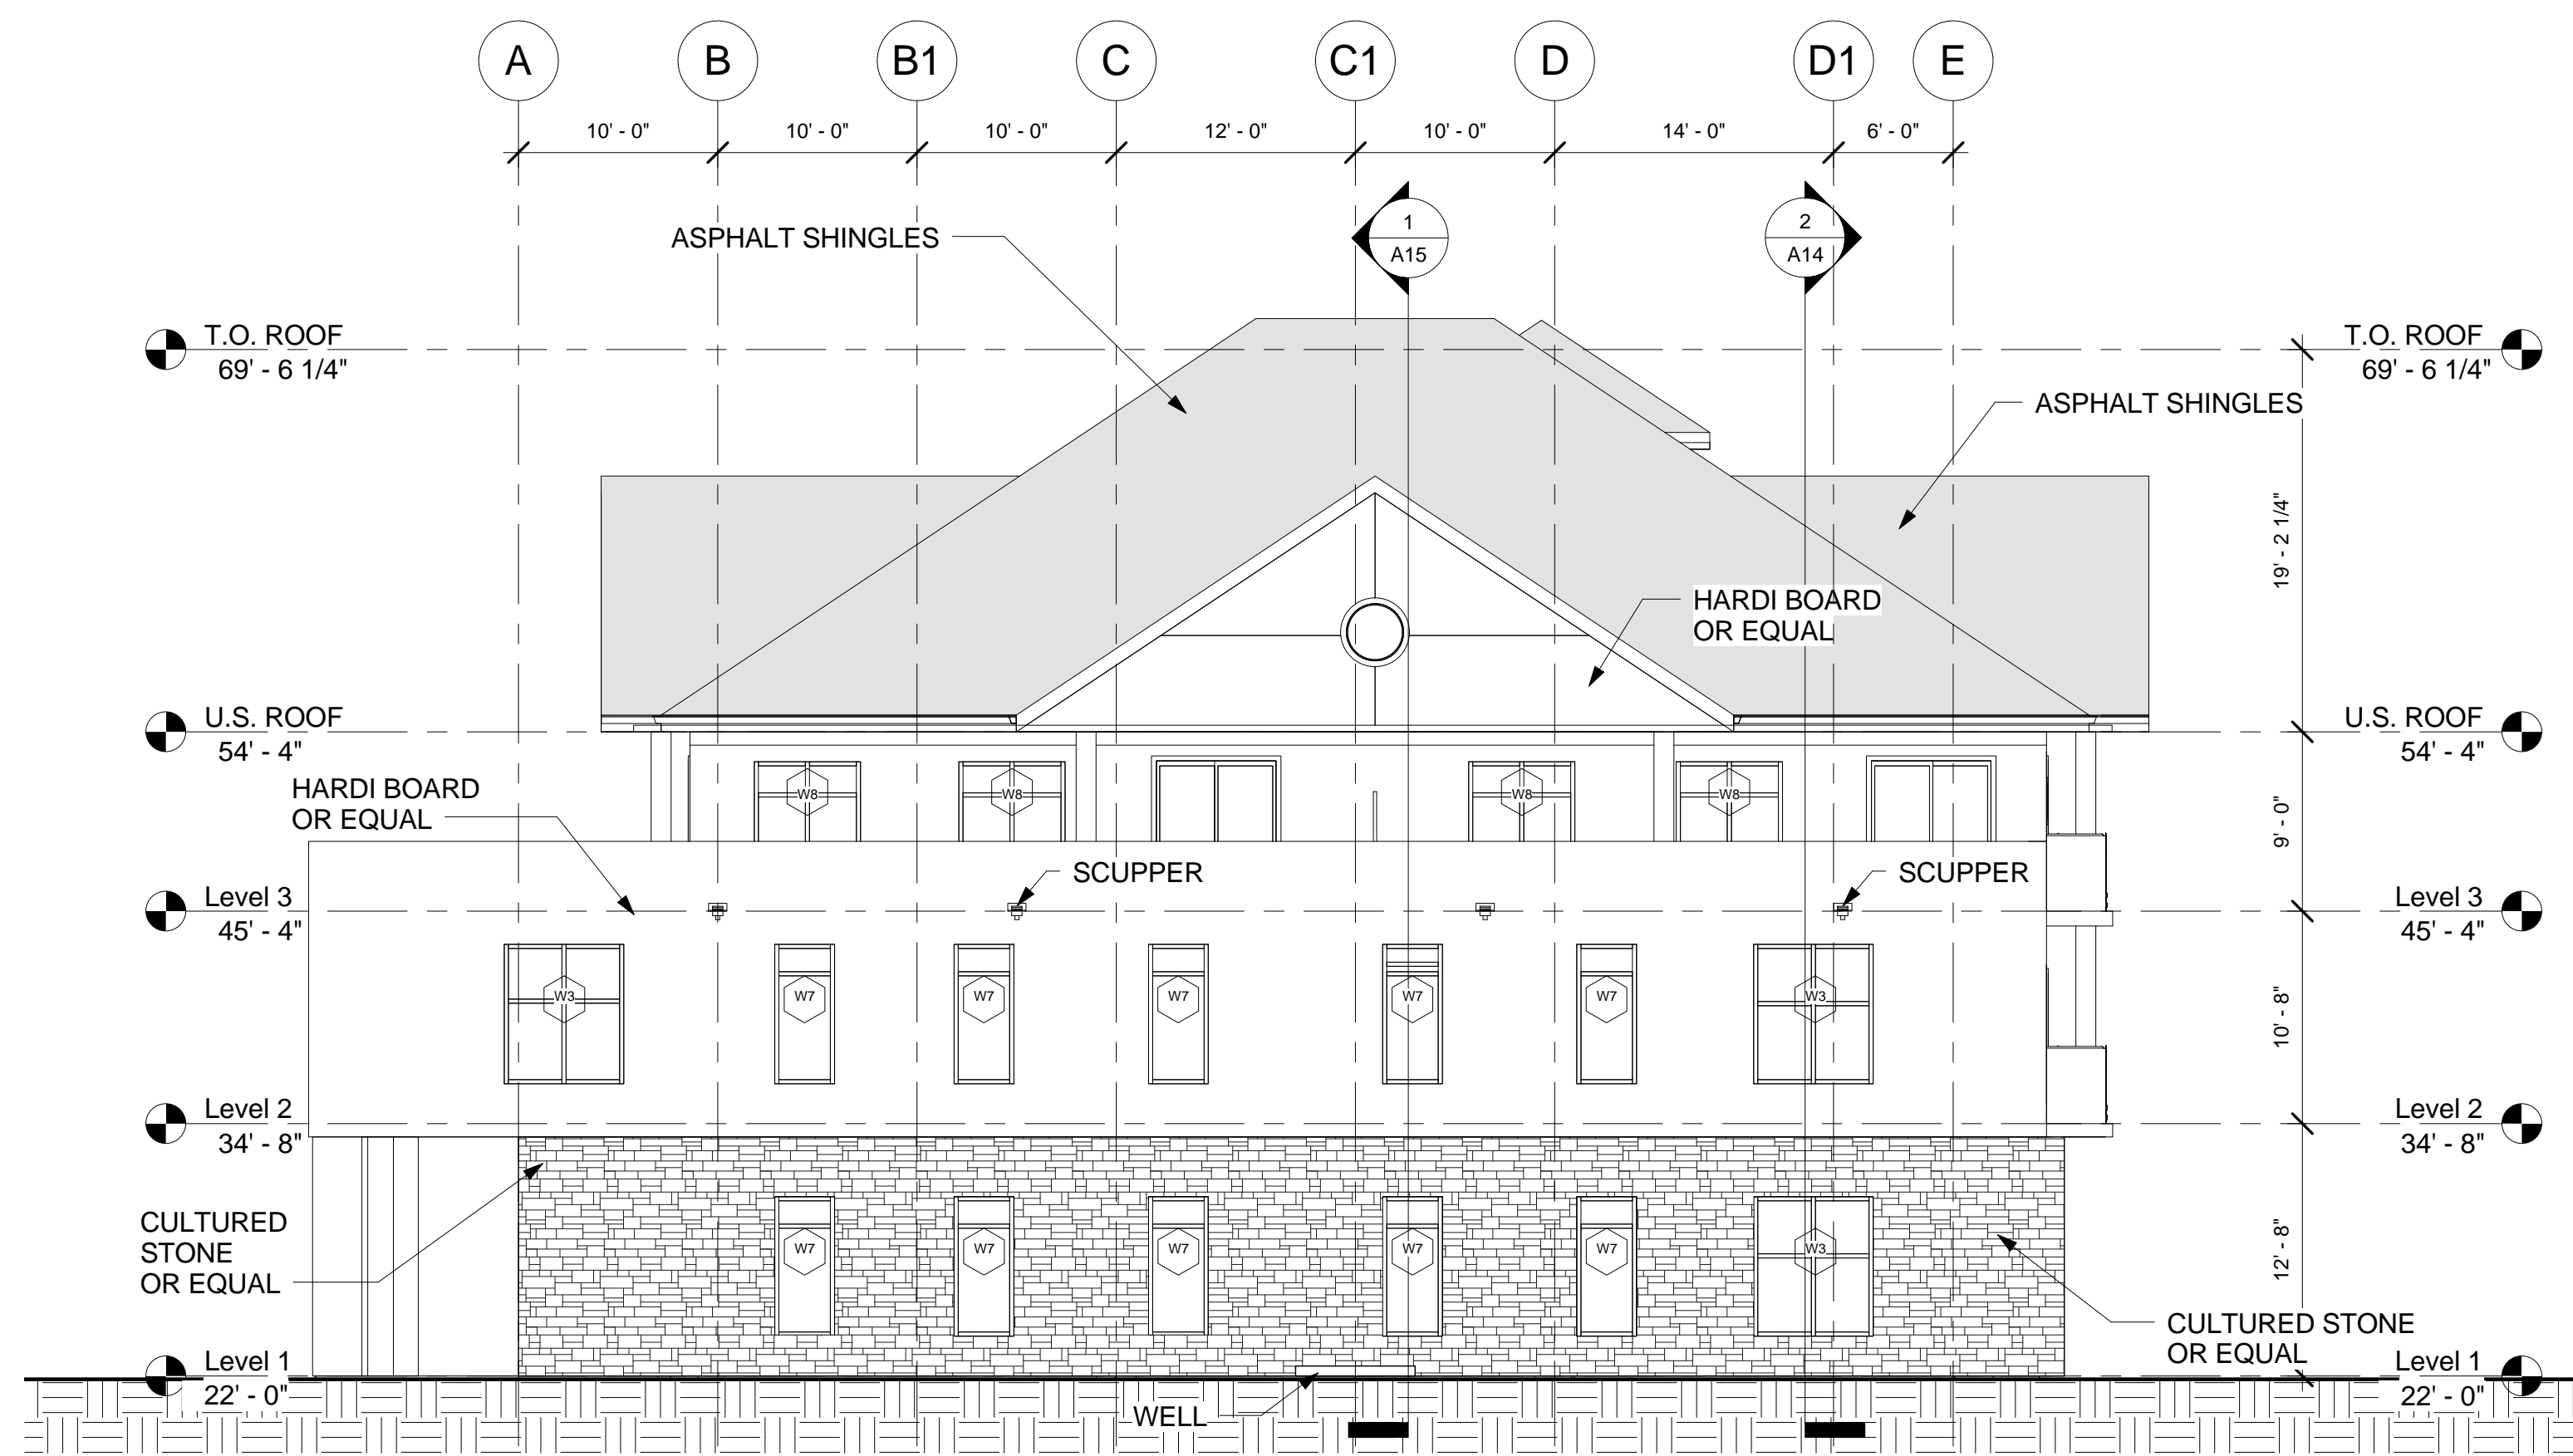 A B B1 C C1 D D1 E
10' - 0" 10' - 0" 10' - 0" 12' - 0" 10' - 0" 14' - 0" 6' - 0"
ASPHALT SHINGLES
1
A15
2
A14
T.O. ROOF
69' - 6 1/4"
T.O. ROOF
69' - 6 1/4"
ASPHALT SHINGLES
19' - 2 1/4"
HARDI BOARD
OR EQUAL
U.S. ROOF
54' - 4"
U.S. ROOF
54' - 4"
HARDI BOARD
OR EQUAL
W8 W8 W8 W8
9' - 0"
SCUPPER
SCUPPER
Level 3
45' - 4"
Level 3
45' - 4"
W3 W7 W7 W7 W7 W7 W3
10' - 8"
Level 2
34' - 8"
Level 2
34' - 8"
CULTURED
STONE
OR EQUAL
W7 W7 W7 W7 W7 W3
12' - 8"
CULTURED STONE
OR EQUAL
Level 1
22' - 0"
Level 1
22' - 0"
WELL